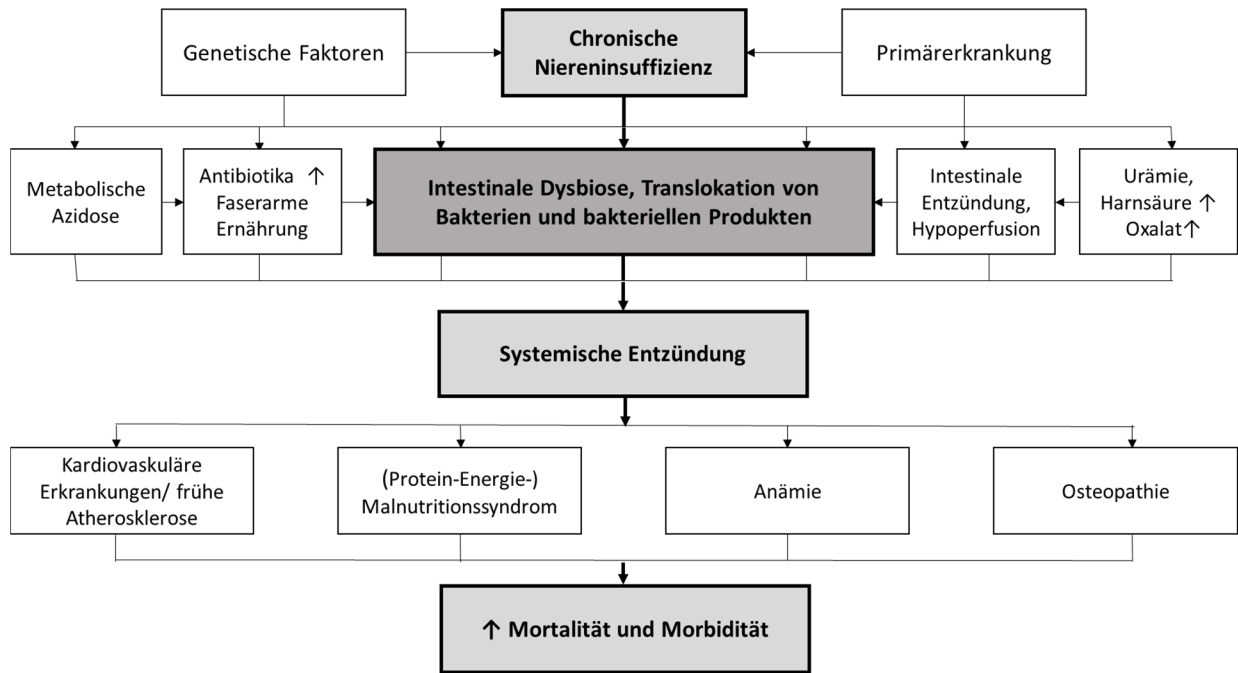 Genetische Faktoren
Chronische
Niereninsuffizienz
Primärerkrankung
Metabolische
Azidose
Antibiotika ↑
Faserarme
Ernährung
Intestinale Dysbiose, Translokation von
Bakterien und bakteriellen Produkten
Intestinale
Entzündung,
Hypoperfusion
Urämie,
Harnsäure ↑
Oxalat↑
Systemische Entzündung
Kardiovaskuläre
Erkrankungen/ frühe
Atherosklerose
(Protein-Energie-)
Malnutritionssyndrom
Anämie
Osteopathie
↑ Mortalität und Morbidität